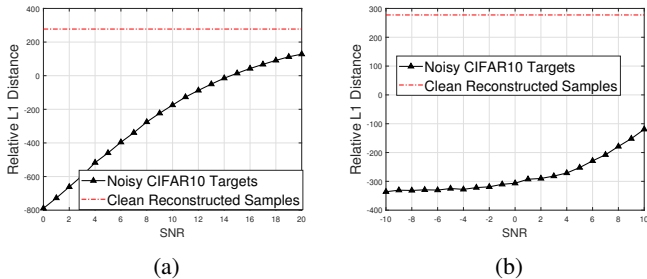 400
200
0
-200
-400
-600
-800
Relative L1 Distance
Noisy CIFAR10 Targets
Clean Reconstructed Samples
0 2 4 6 8 10 12 14 16 18 20
SNR
(a)
300
200
100
0
-100
-200
-300
-400
Relative L1 Distance
Noisy CIFAR10 Targets
Clean Reconstructed Samples
-10 -8 -6 -4 -2 0 2 4 6 8 10
SNR
(b)